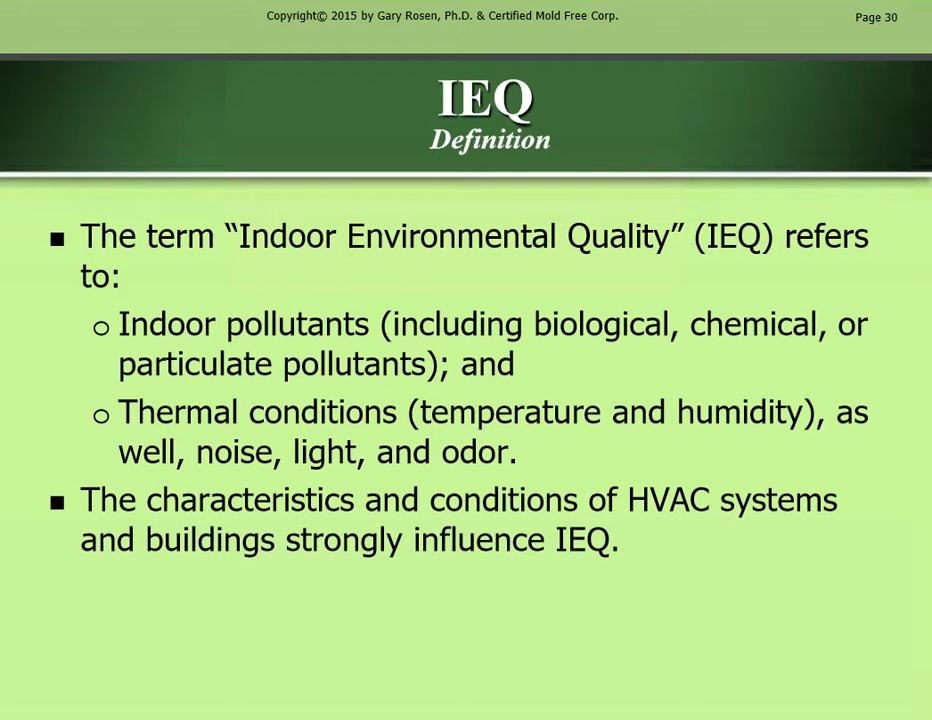 Copyright© 2015 by Gary Rosen, Ph.D. & Certified Mold Free Corp.
Page 30
IEQ
Definition
The term “Indoor Environmental Quality” (IEQ) refers
to:
Indoor pollutants (including biological, chemical, or
particulate pollutants); and
Thermal conditions (temperature and humidity), as
well, noise, light, and odor.
The characteristics and conditions of HVAC systems
and buildings strongly influence IEQ.